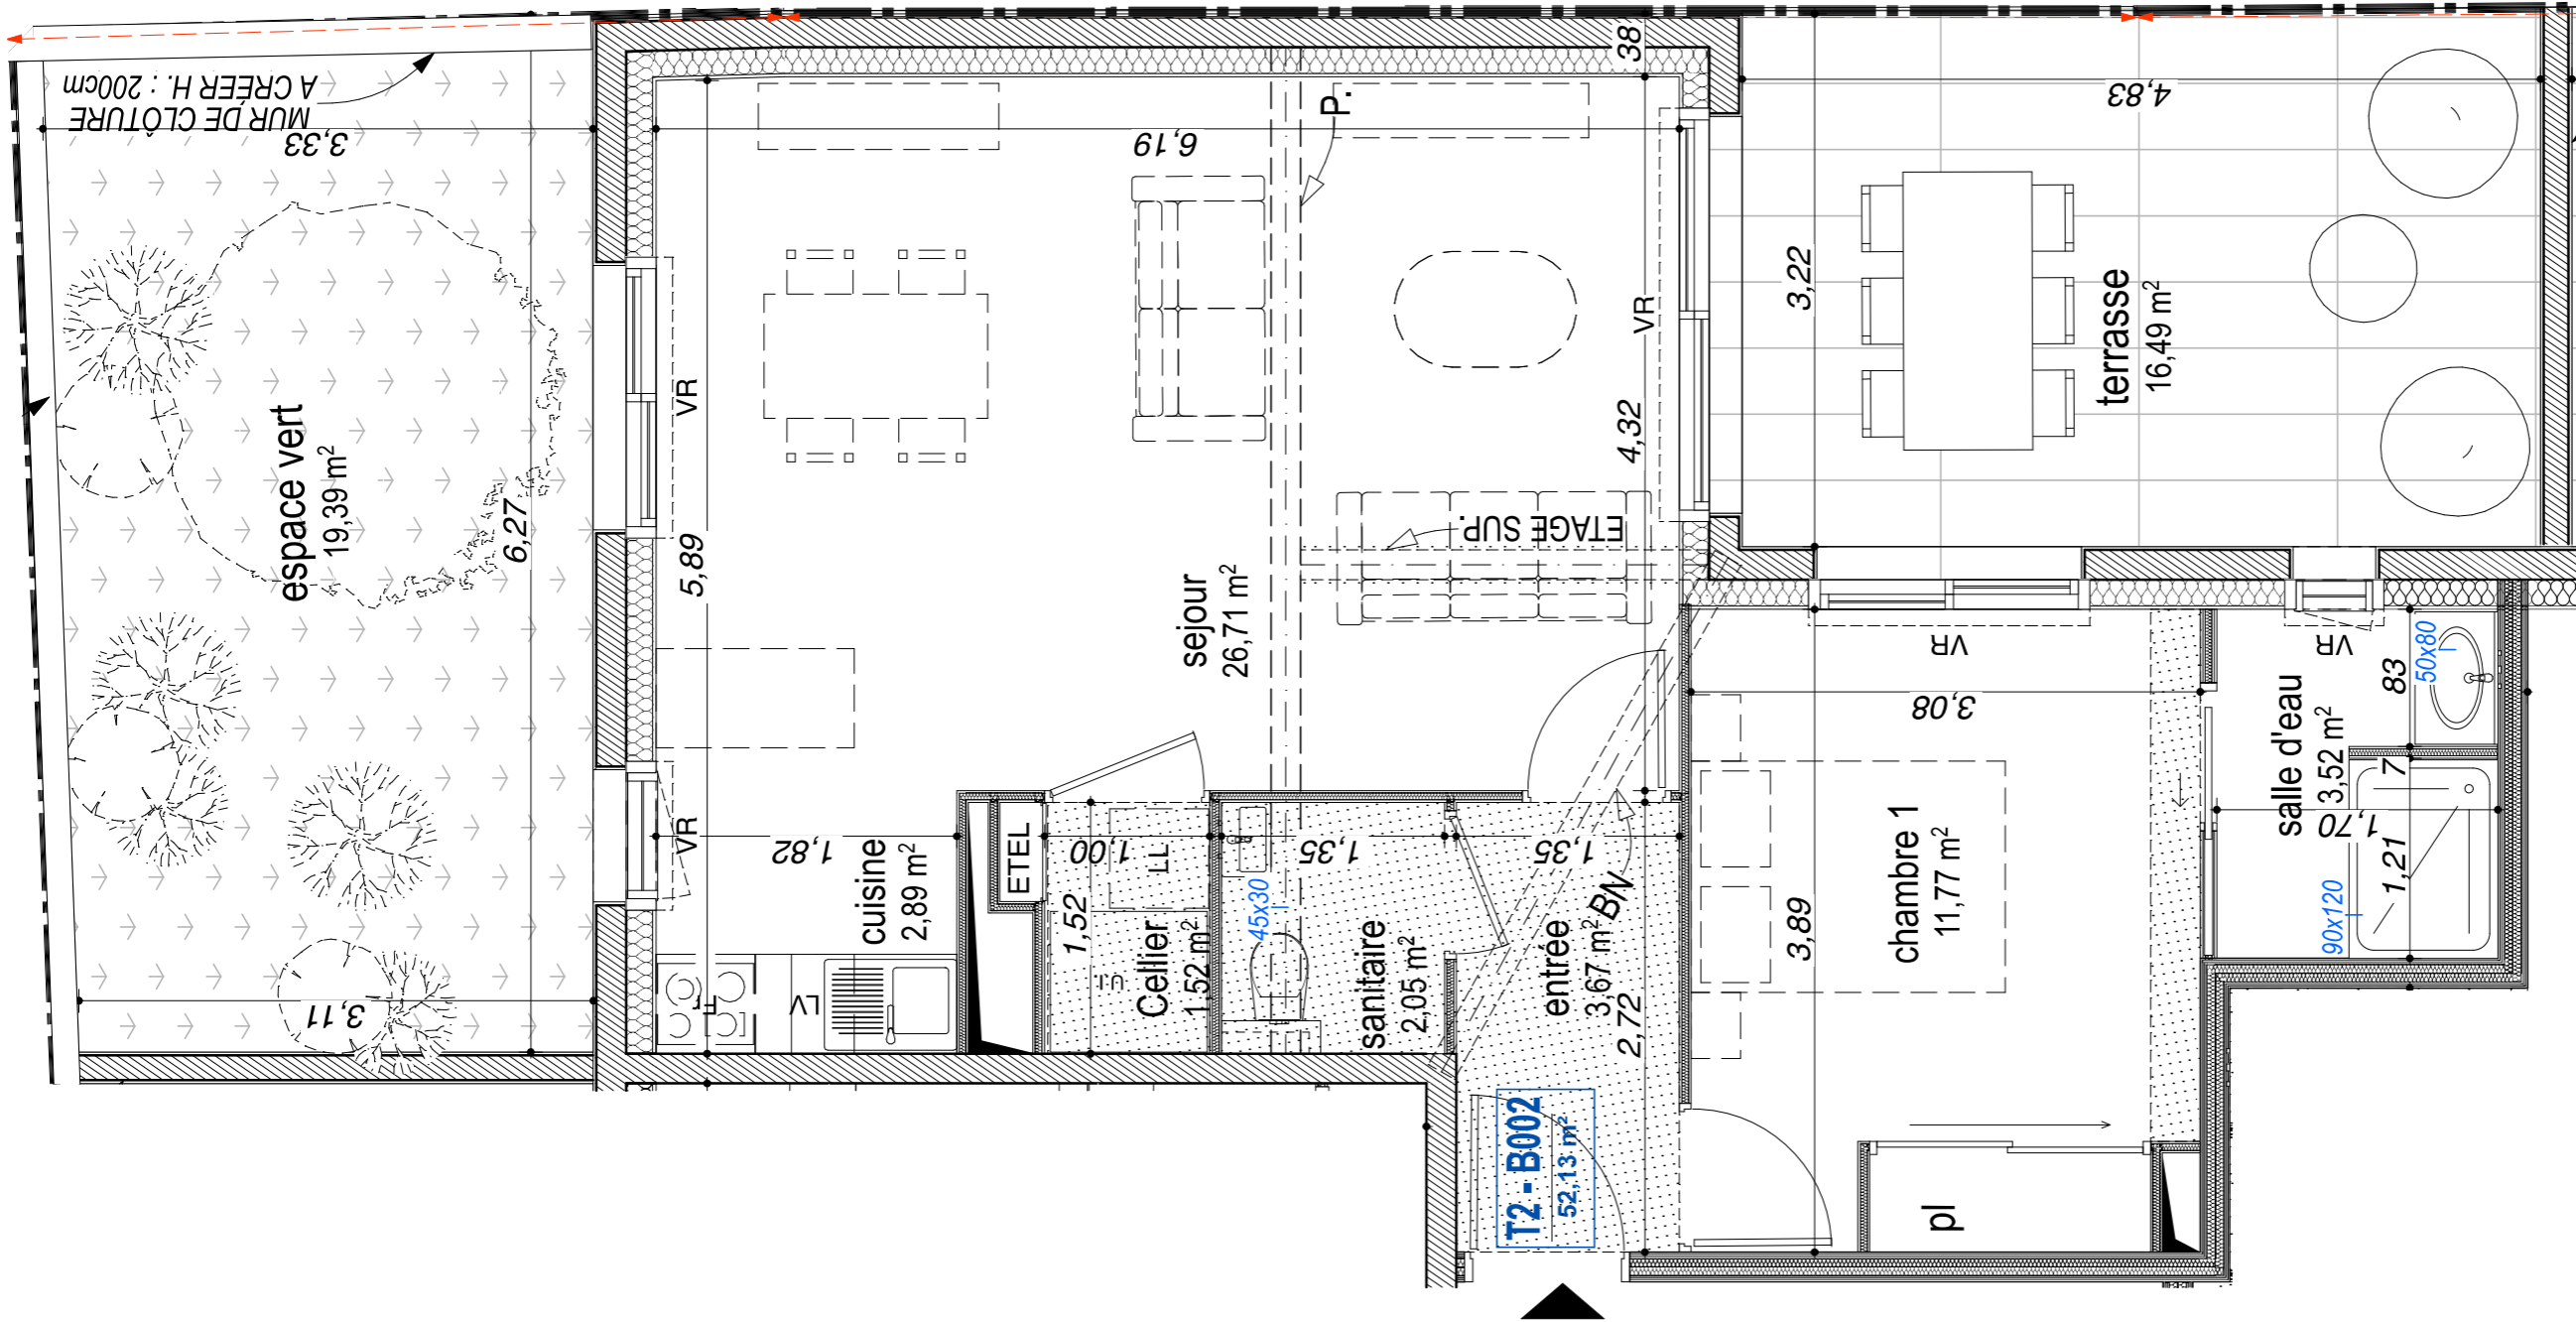 MUR DE CLÔTURE
A CREER H. : 200cm
3,33
espace vert
19,39 m²
6,27
3,11
VR
VR
5,89
6,19
38
P.
sejour
26,71 m²
ETAGE SUP.
4,32
VR
3,22
4,83
terrasse
16,49 m²
1,82
cuisine
2,89 m²
LV
ETEL
1,00
LL
1,52
Cellier
1,52 m²
45x30
1,35
sanitaire
2,05 m²
1,35
entrée
3,67 m²
BN
2,72
T2 - B002
52,13 m²
VR
3,08
3,89
chambre 1
11,77 m²
pl
VR
salle d'eau
3,52 m²
1,70
83
50x80
7
1,21
90x120